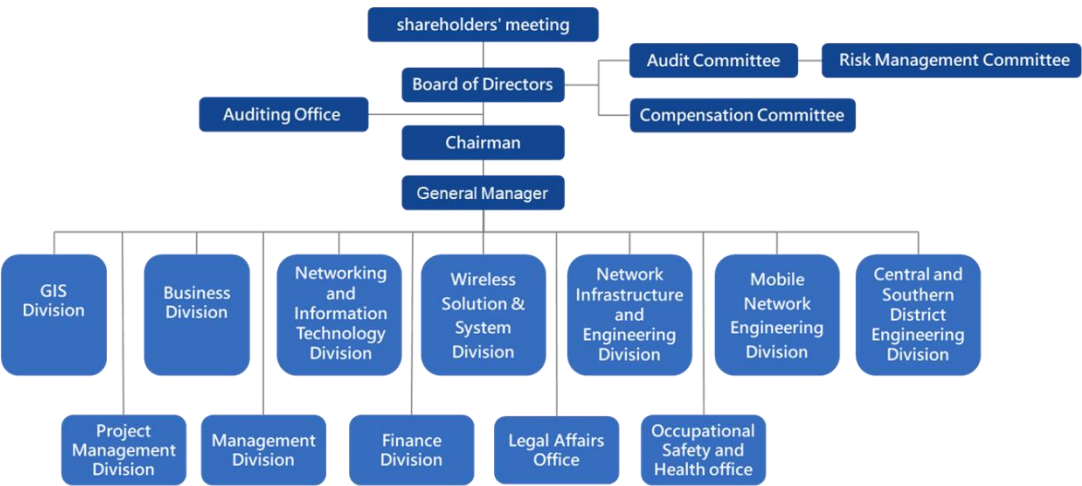 shareholders' meeting
Audit Committee
Risk Management Committee
Board of Directors
Auditing Office
Compensation Committee
Chairman
General Manager
GIS
Division
Business
Division
Networking
and
Information
Technology
Division
Wireless
Solution &
System
Division
Network
Infrastructure
and
Engineering
Division
Mobile
Network
Engineering
Division
Central and
Southern
District
Engineering
Division
Project
Management
Division
Management
Division
Finance
Division
Legal Affairs
Office
Occupational
Safety and
Health office